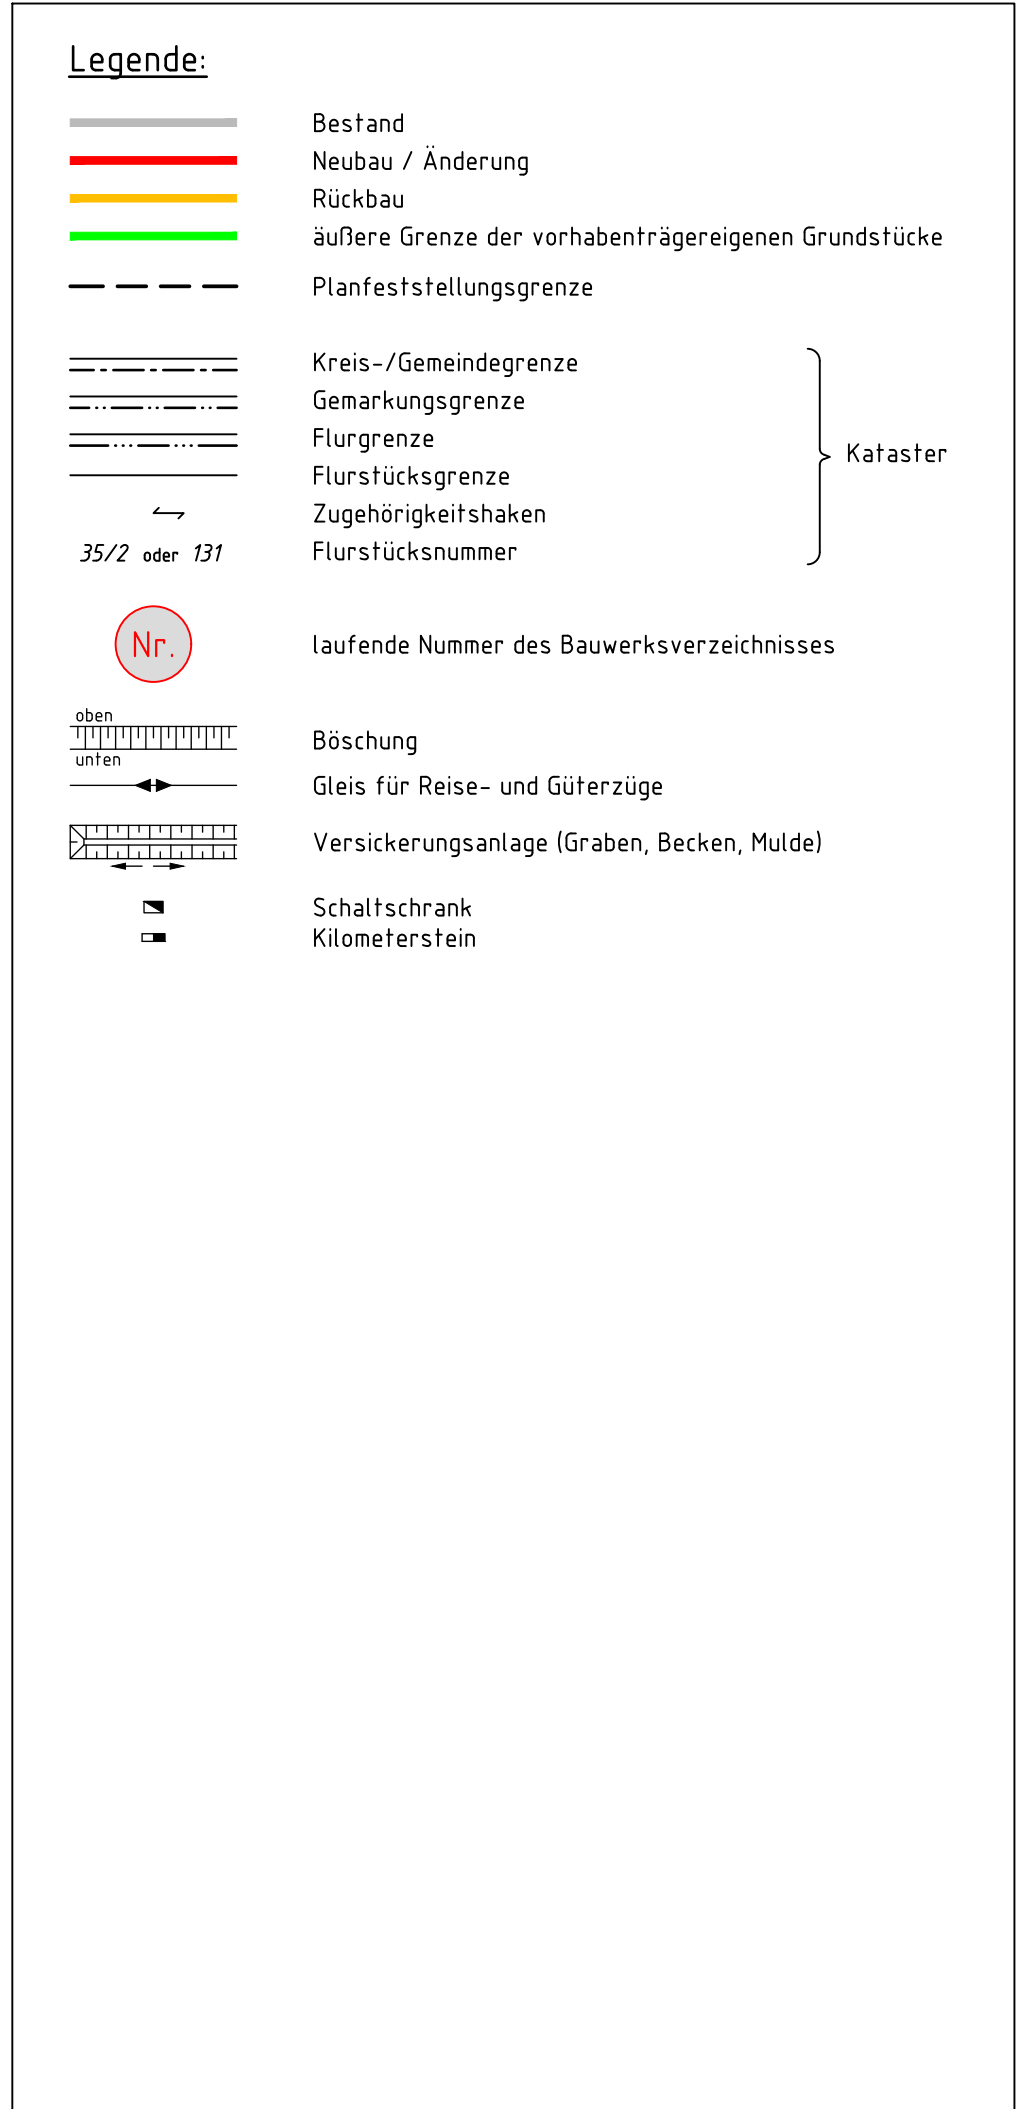 Legende:
Bestand
Neubau / Änderung
Rückbau
äußere Grenze der vorhabenträgereigenen Grundstücke
Planfeststellungsgrenze
Kreis-/Gemeindegrenze
Gemarkungsgrenze
Flurgrenze
Kataster
Flurstücksgrenze
Zugehörigkeitshaken
35/2 oder 131 Flurstücksnummer
Nr. laufende Nummer des Bauwerksverzeichnisses
oben
Böschung
unten
Gleis für Reise- und Güterzüge
Versickerungsanlage (Graben, Becken, Mulde)
Schaltschrank
Kilometerstein